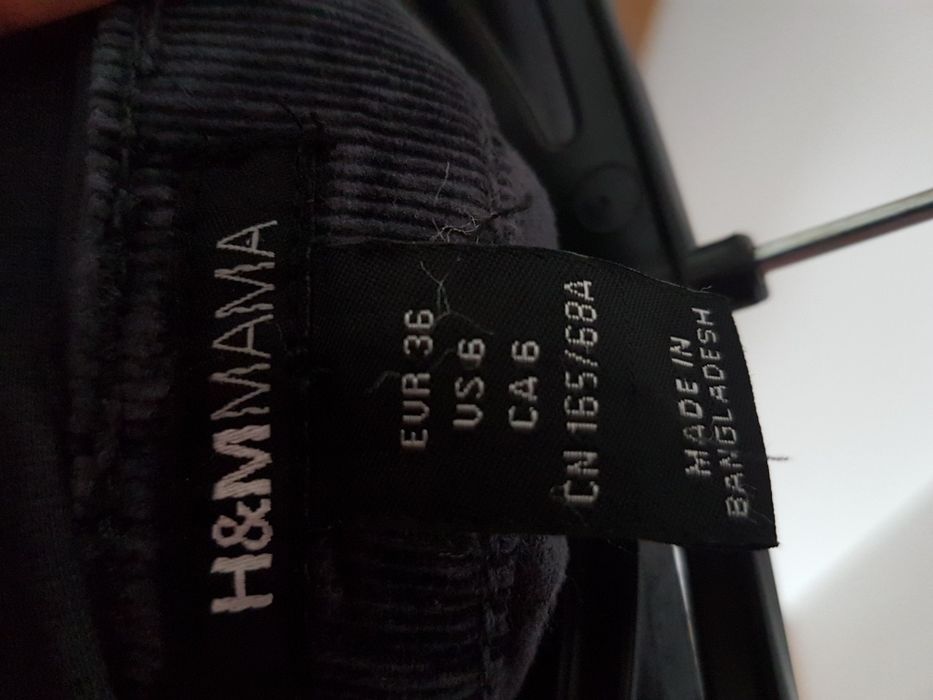 H&MMAMA
EUR 36
US 6
CA 6
CN 165/68A
MADE IN
BANGLADESH